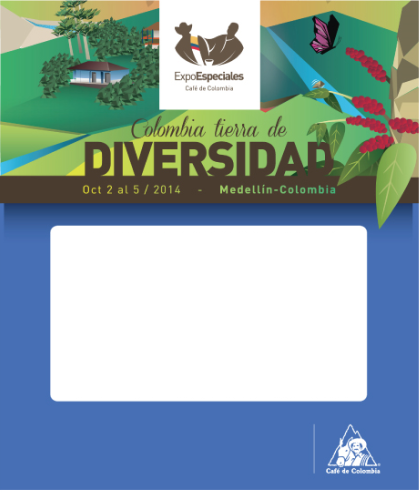 ExpoEspeciales
Café de Colombia
Colombia tierra de
DIVERSIDAD
Oct 2 al 5 / 2014 - Medellín-Colombia
Café de Colombia